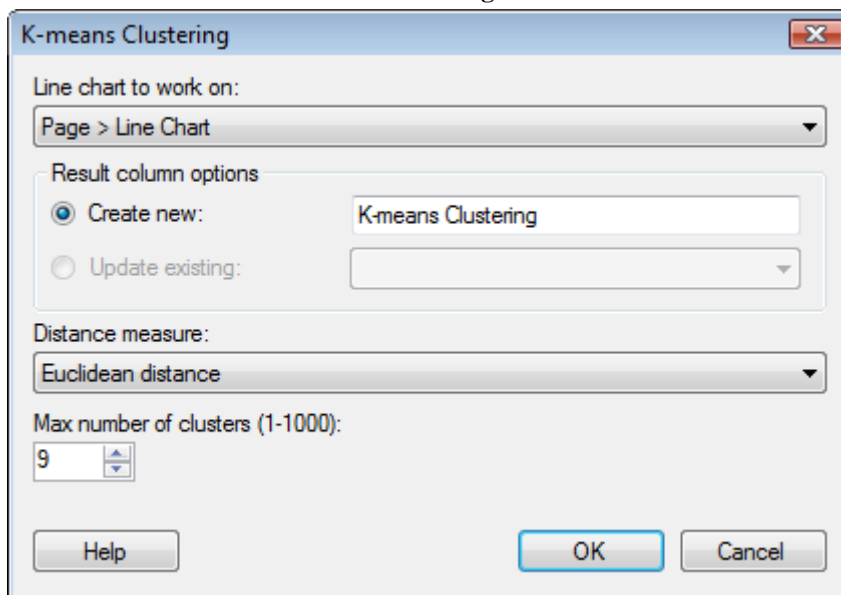 K-means Clustering
Line chart to work on:
Page > Line Chart
Result column options
Create new: K-means Clustering
Update existing:
Distance measure:
Euclidean distance
Max number of clusters (1-1000):
9
Help OK Cancel